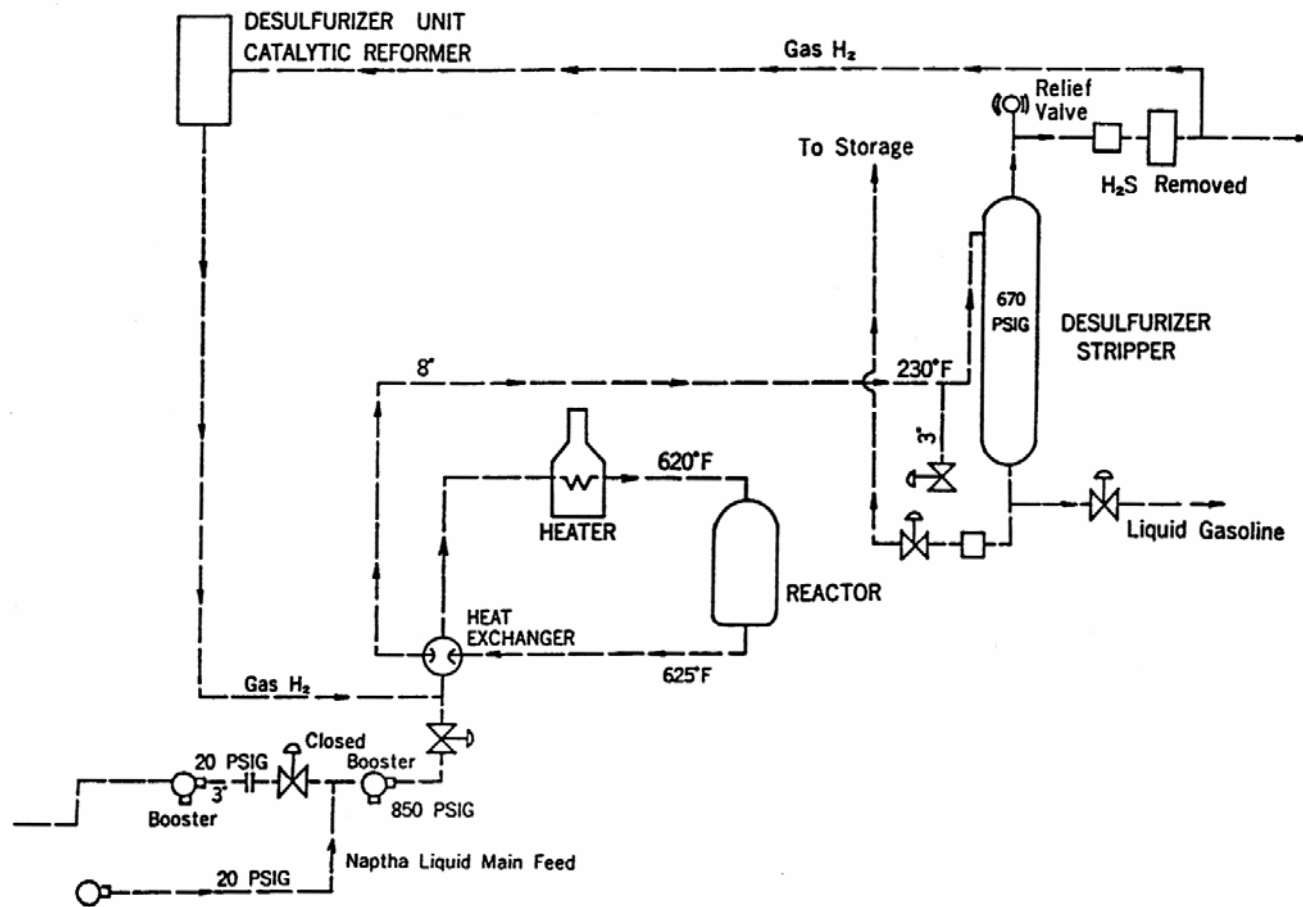 DESULFURIZER UNIT
CATALYTIC REFORMER
Gas H₂
Relief
Valve
To Storage
H₂S Removed
670
PSIG
DESULFURIZER
STRIPPER
8"
230°F
3"
620°F
HEATER
Liquid Gasoline
REACTOR
HEAT
EXCHANGER
625°F
Gas H₂
Closed
20 PSIG
Booster
3"
Booster
850 PSIG
Naptha Liquid Main Feed
20 PSIG